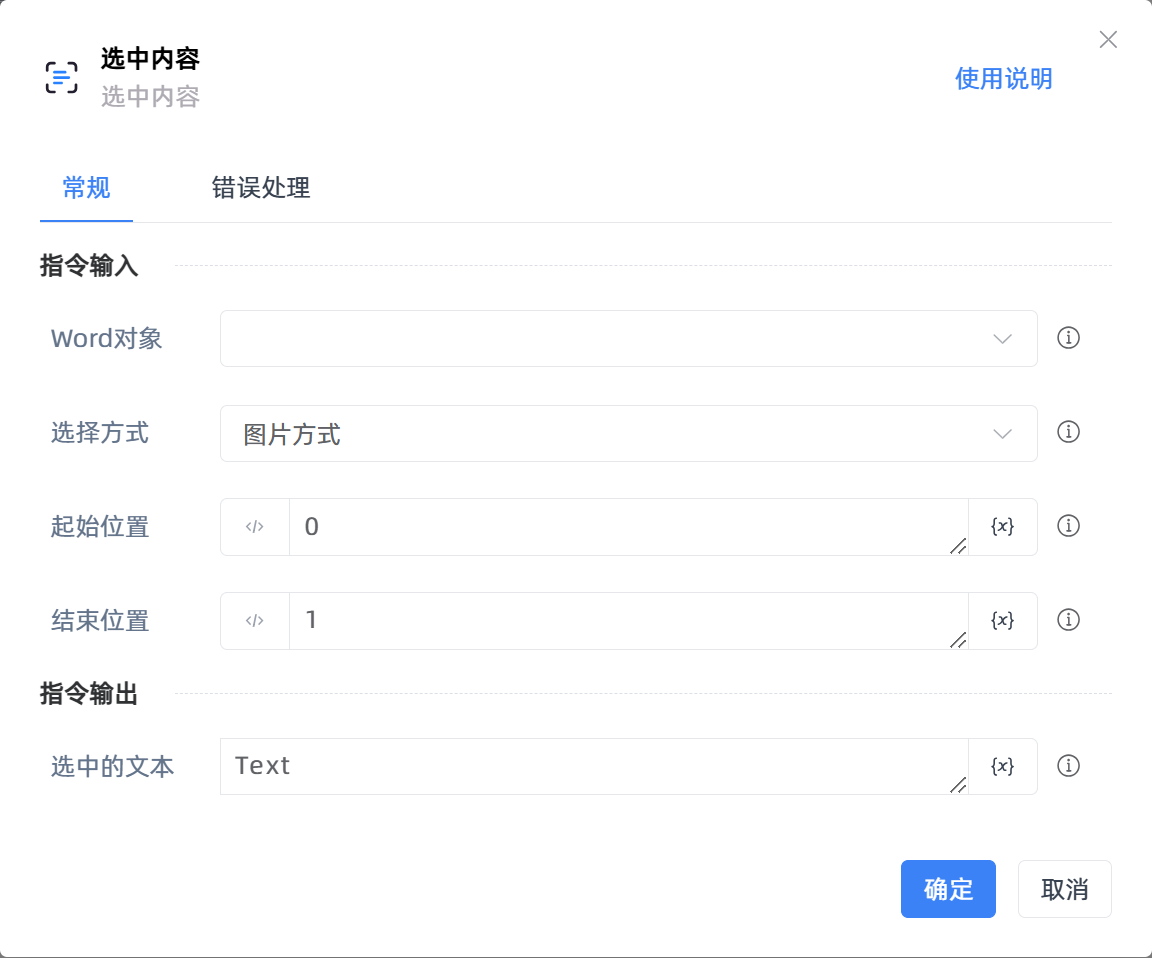 选中内容
选中内容
使用说明
常规
错误处理
指令输入
Word对象
选择方式
图片方式
起始位置
</>
0
{x}
结束位置
</>
1
{x}
指令输出
选中的文本
Text
{x}
确定
取消